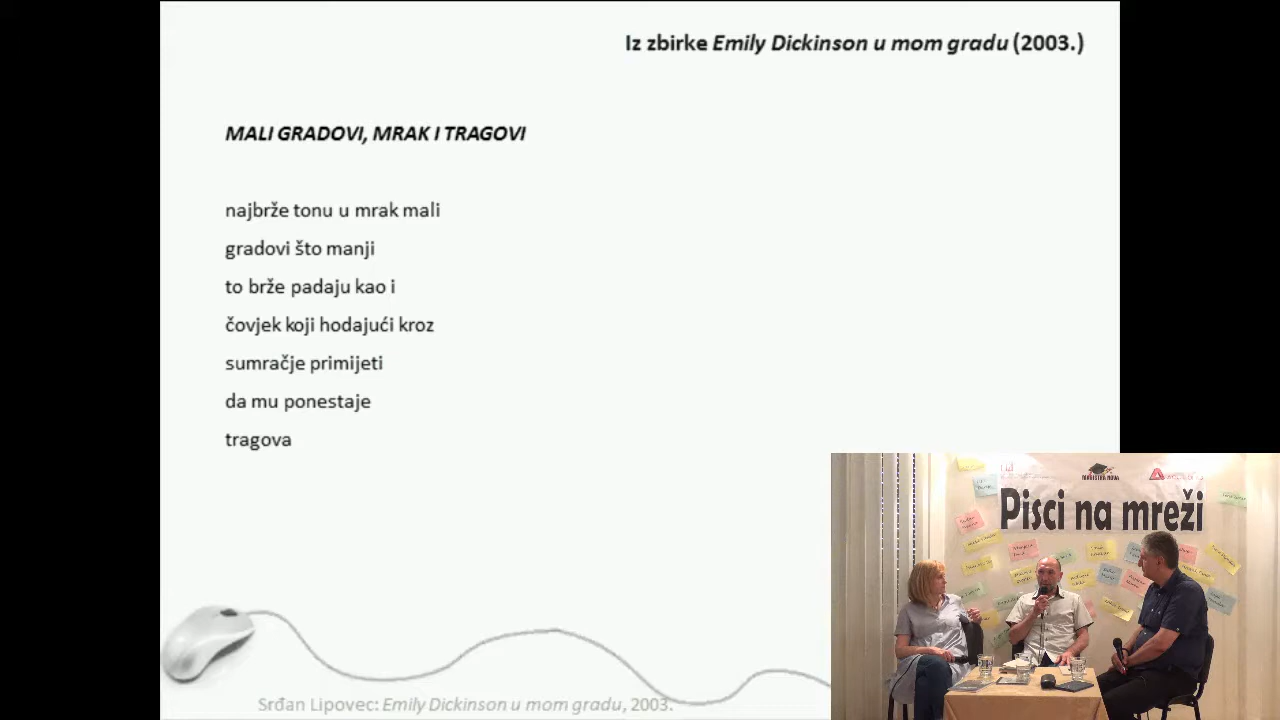 Iz zbirke Emily Dickinson u mom gradu (2003.)
MALI GRADOVI, MRAK I TRAGOVI
najbrže tonu u mrak mali
gradovi što manji
to brže padaju kao i
čovjek koji hodajući kroz
sumračje primijeti
da mu ponestaje
tragova
Srđan Lipovec: Emily Dickinson u mom gradu, 2003.
MAGISTRA NOVA
Pisci na mreži